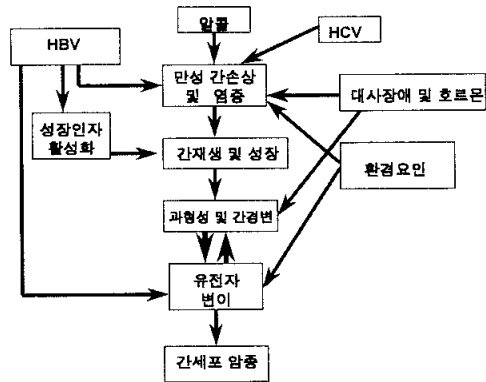 알콜
HBV
HCV
만성 간손상
및 염증
대사장애 및 호르몬
성장인자
활성화
간재생 및 성장
환경요인
과형성 및 간경변
유전자
변이
간세포 암종